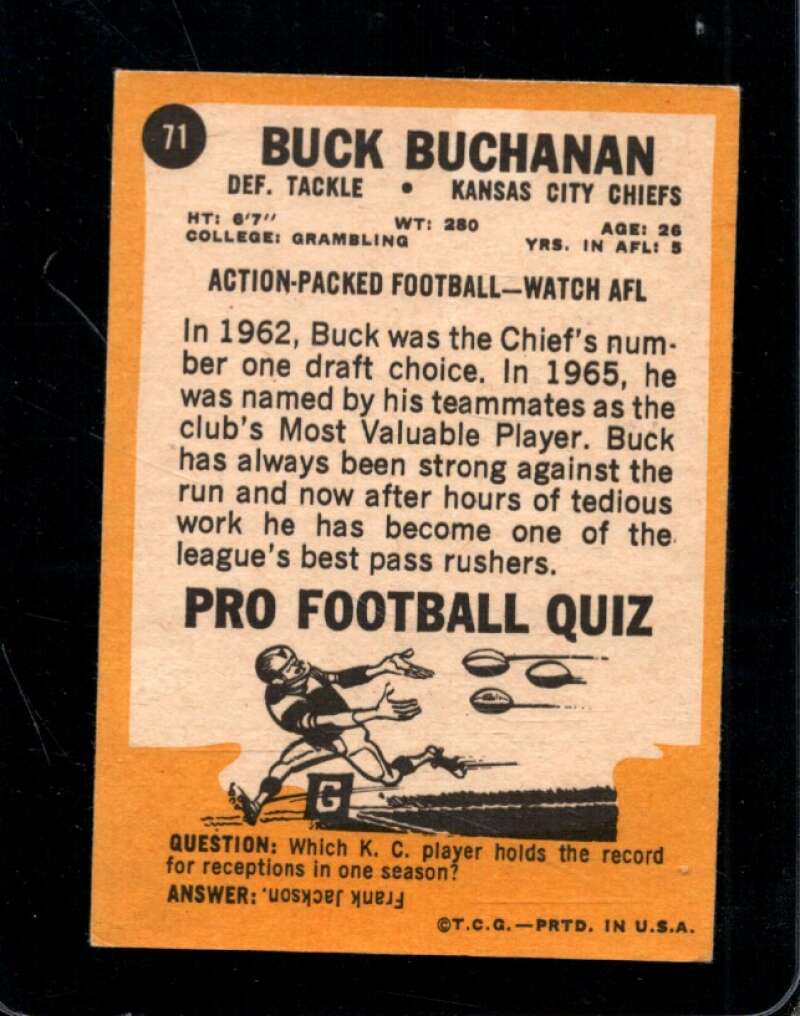 71
BUCK BUCHANAN
DEF. TACKLE • KANSAS CITY CHIEFS
HT: 6'7'' WT: 280 AGE: 26
COLLEGE: GRAMBLING YRS. IN AFL: 5
ACTION-PACKED FOOTBALL—WATCH AFL
In 1962, Buck was the Chief's num-
ber one draft choice. In 1965, he
was named by his teammates as the
club's Most Valuable Player. Buck
has always been strong against the
run and now after hours of tedious
work he has become one of the
league's best pass rushers.
PRO FOOTBALL QUIZ
G
QUESTION: Which K. C. player holds the record
for receptions in one season?
ANSWER: Frank Jackson.
©T.C.G.—PRTD. IN U.S.A.